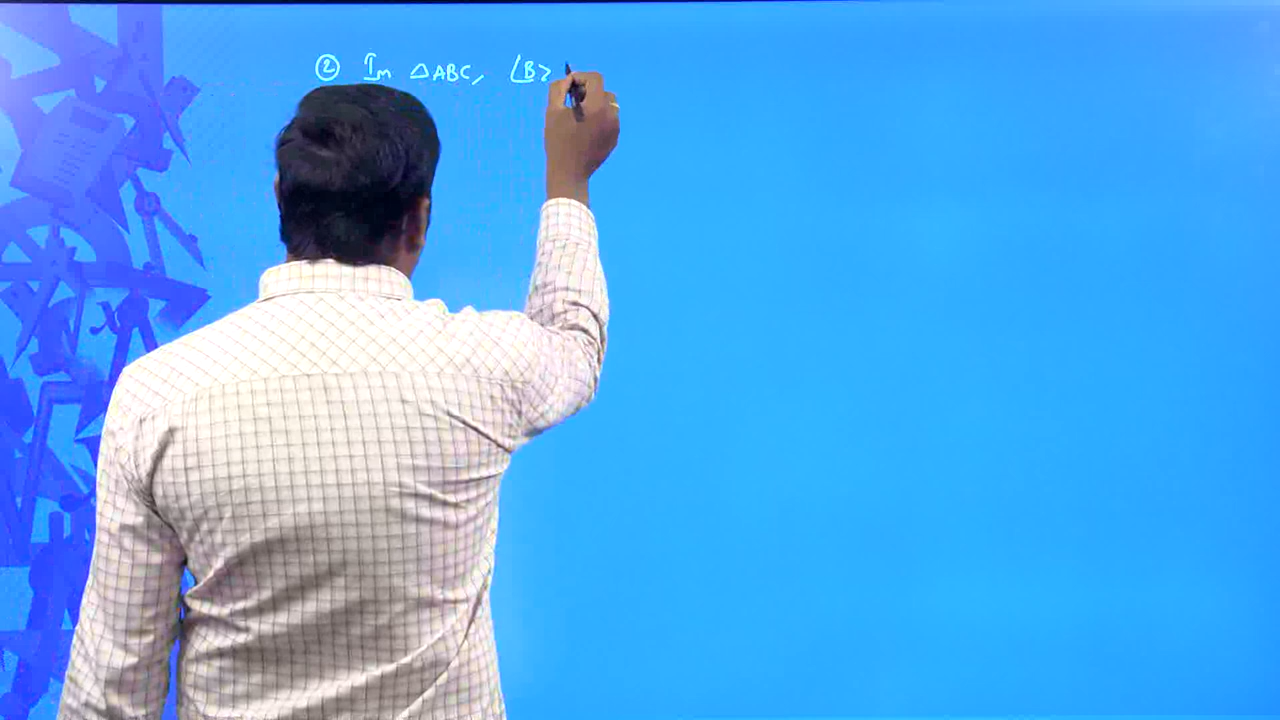 ② In △ABC, ∠B>